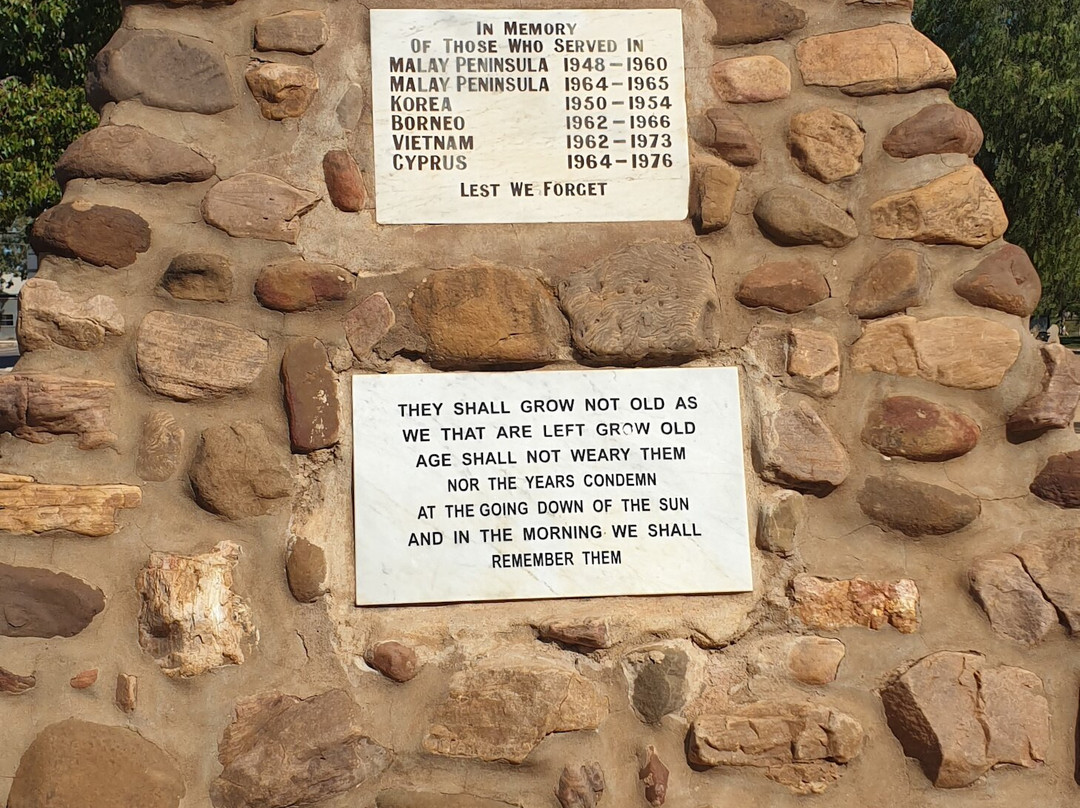 In Memory
Of Those Who Served In
Malay Peninsula 1948–1960
Malay Peninsula 1964–1965
Korea 1950–1954
Borneo 1962–1966
Vietnam 1962–1973
Cyprus 1964–1976
Lest We Forget
THEY SHALL GROW NOT OLD AS
WE THAT ARE LEFT GROW OLD
AGE SHALL NOT WEARY THEM
NOR THE YEARS CONDEMN
AT THE GOING DOWN OF THE SUN
AND IN THE MORNING WE SHALL
REMEMBER THEM